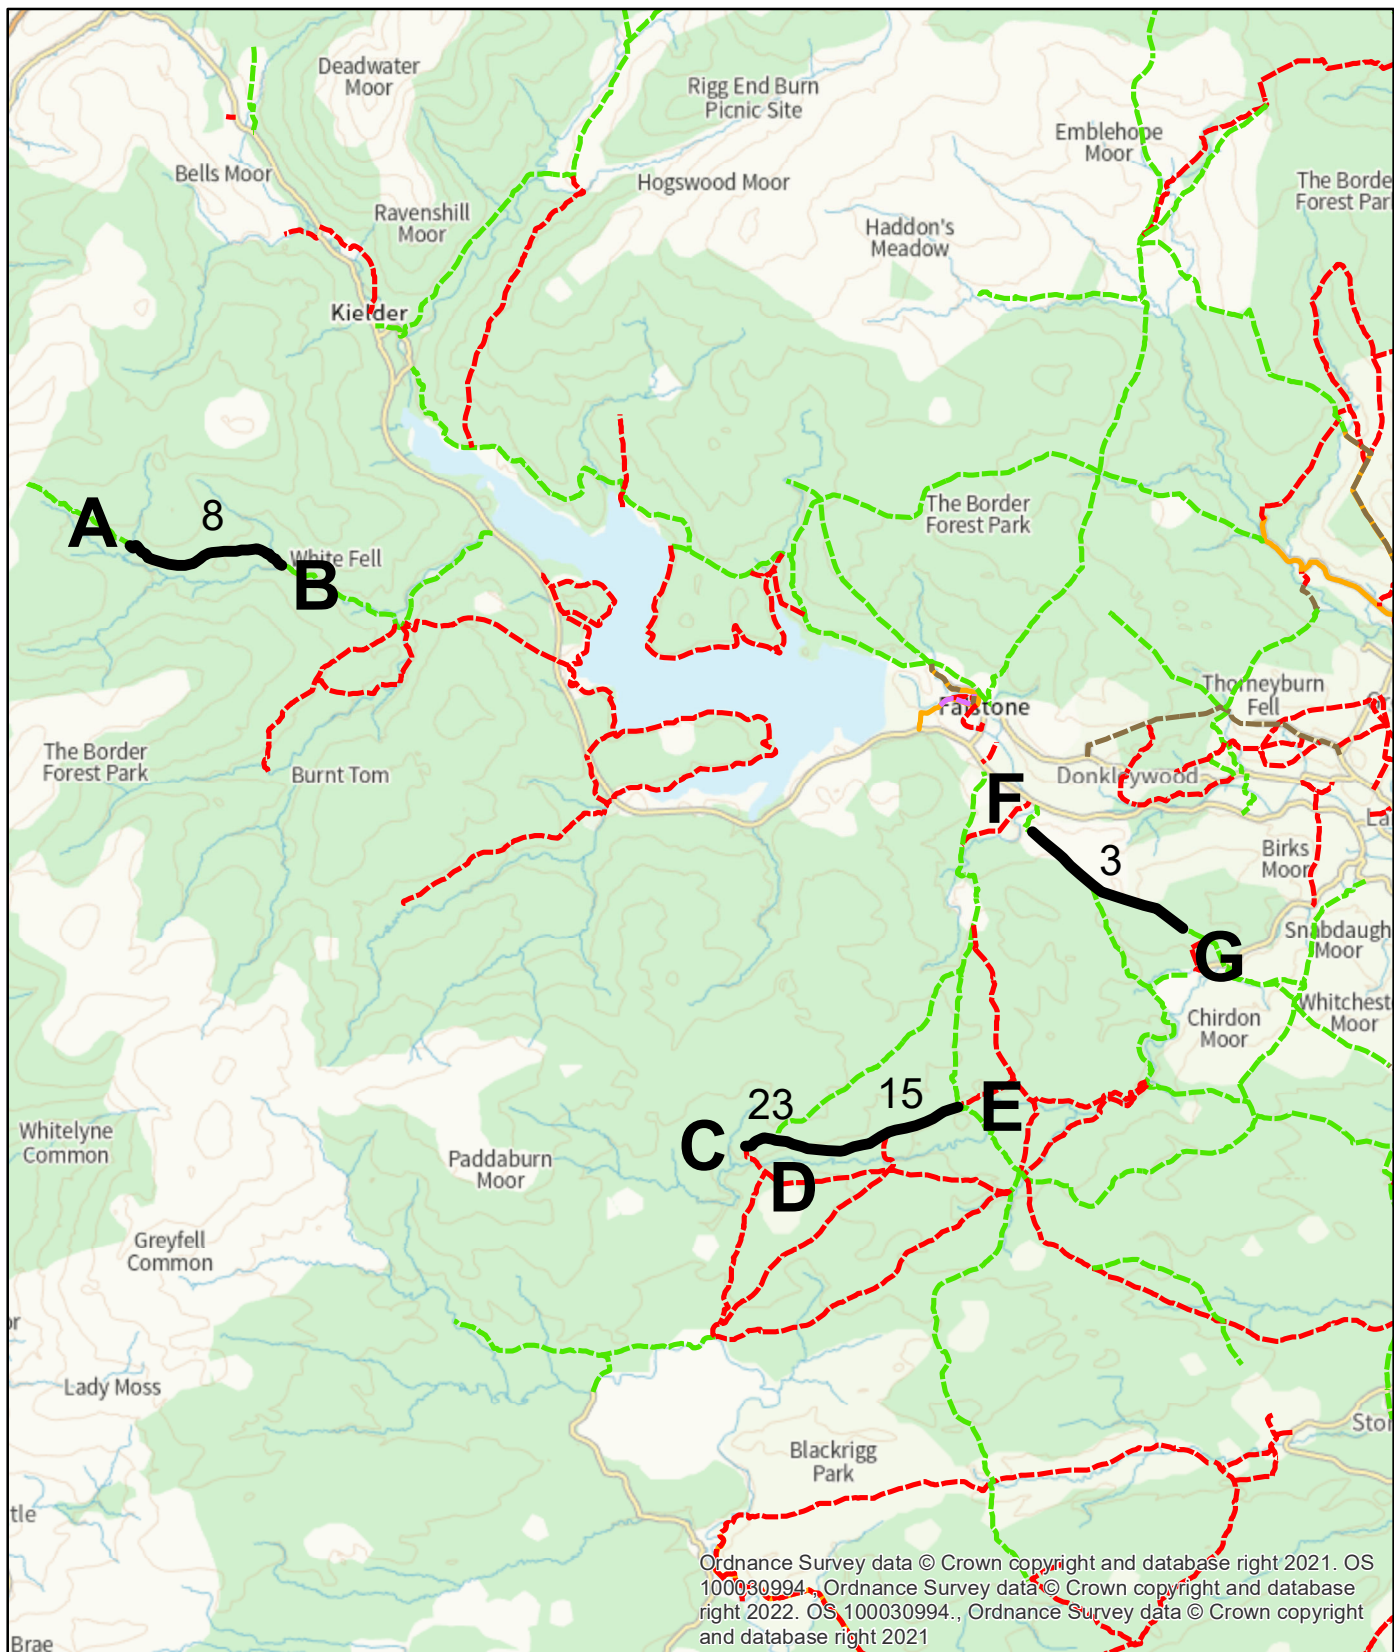 Deadwater
Moor
Rigg End Burn
Picnic Site
Emblehope
Moor
Bells Moor
Hogswood Moor
The Borde
Forest Par
Ravenshill
Moor
Haddon's
Meadow
Kielder
A
8
The Border
Forest Park
White Fell
B
Thorneyburn
Fell
Falstone
The Border
Forest Park
Burnt Tom
Donkleywood
F
La
3
Birks
Moor
Snabdaugh
Moor
G
Chirdon
Moor
Whitchest
Moor
23
15
E
C
D
Whitelyne
Common
Paddaburn
Moor
Greyfell
Common
or
Lady Moss
Ston
Blackrigg
Park
tle
Ordnance Survey data © Crown copyright and database right 2021. OS
100030994., Ordnance Survey data © Crown copyright and database
right 2022. OS 100030994., Ordnance Survey data © Crown copyright
and database right 2021
Brae